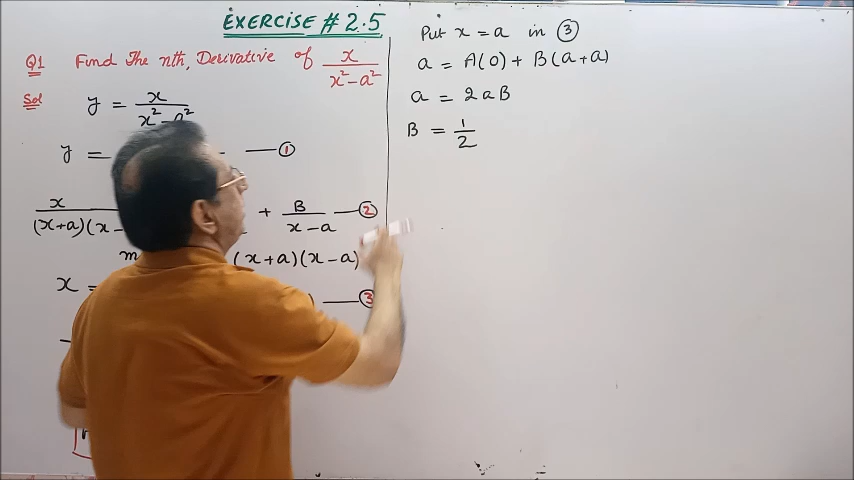 EXERCISE # 2.5
Q1 Find The nth, Derivative of x / x² - a²
Sol
y = x / x² - a²
y = — ①
x / (x+a)(x- + B / x-a — ②
(x+a)(x-a)
x = — ③
Put x = a in ③
a = A(0) + B(a+a)
a = 2aB
B = 1/2